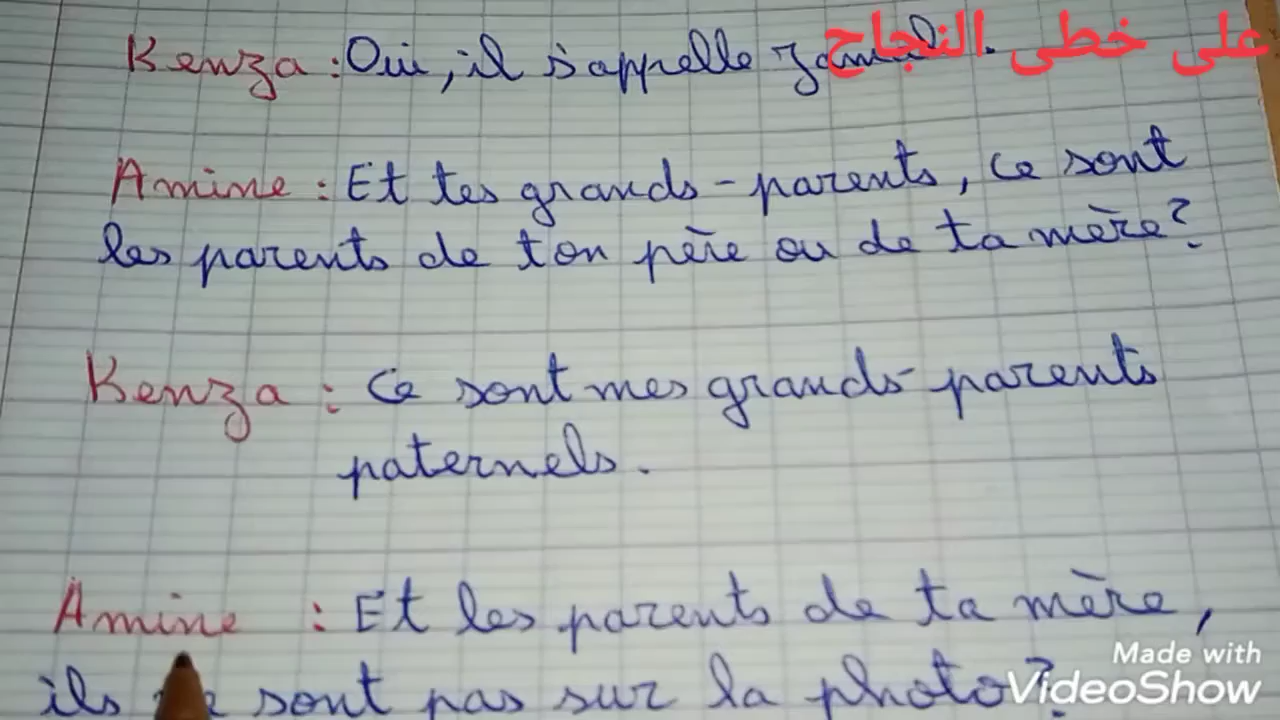 على خطى النجاح
Kenza : Oui, il s'appelle
Amine : Et tes grands-parents, ce sont
les parents de ton père ou de ta mère ?
Kenza : Ce sont mes grands-parents
paternels.
Amine : Et les parents de ta mère,
ils sont pas sur la photo ?
Made with
VideoShow